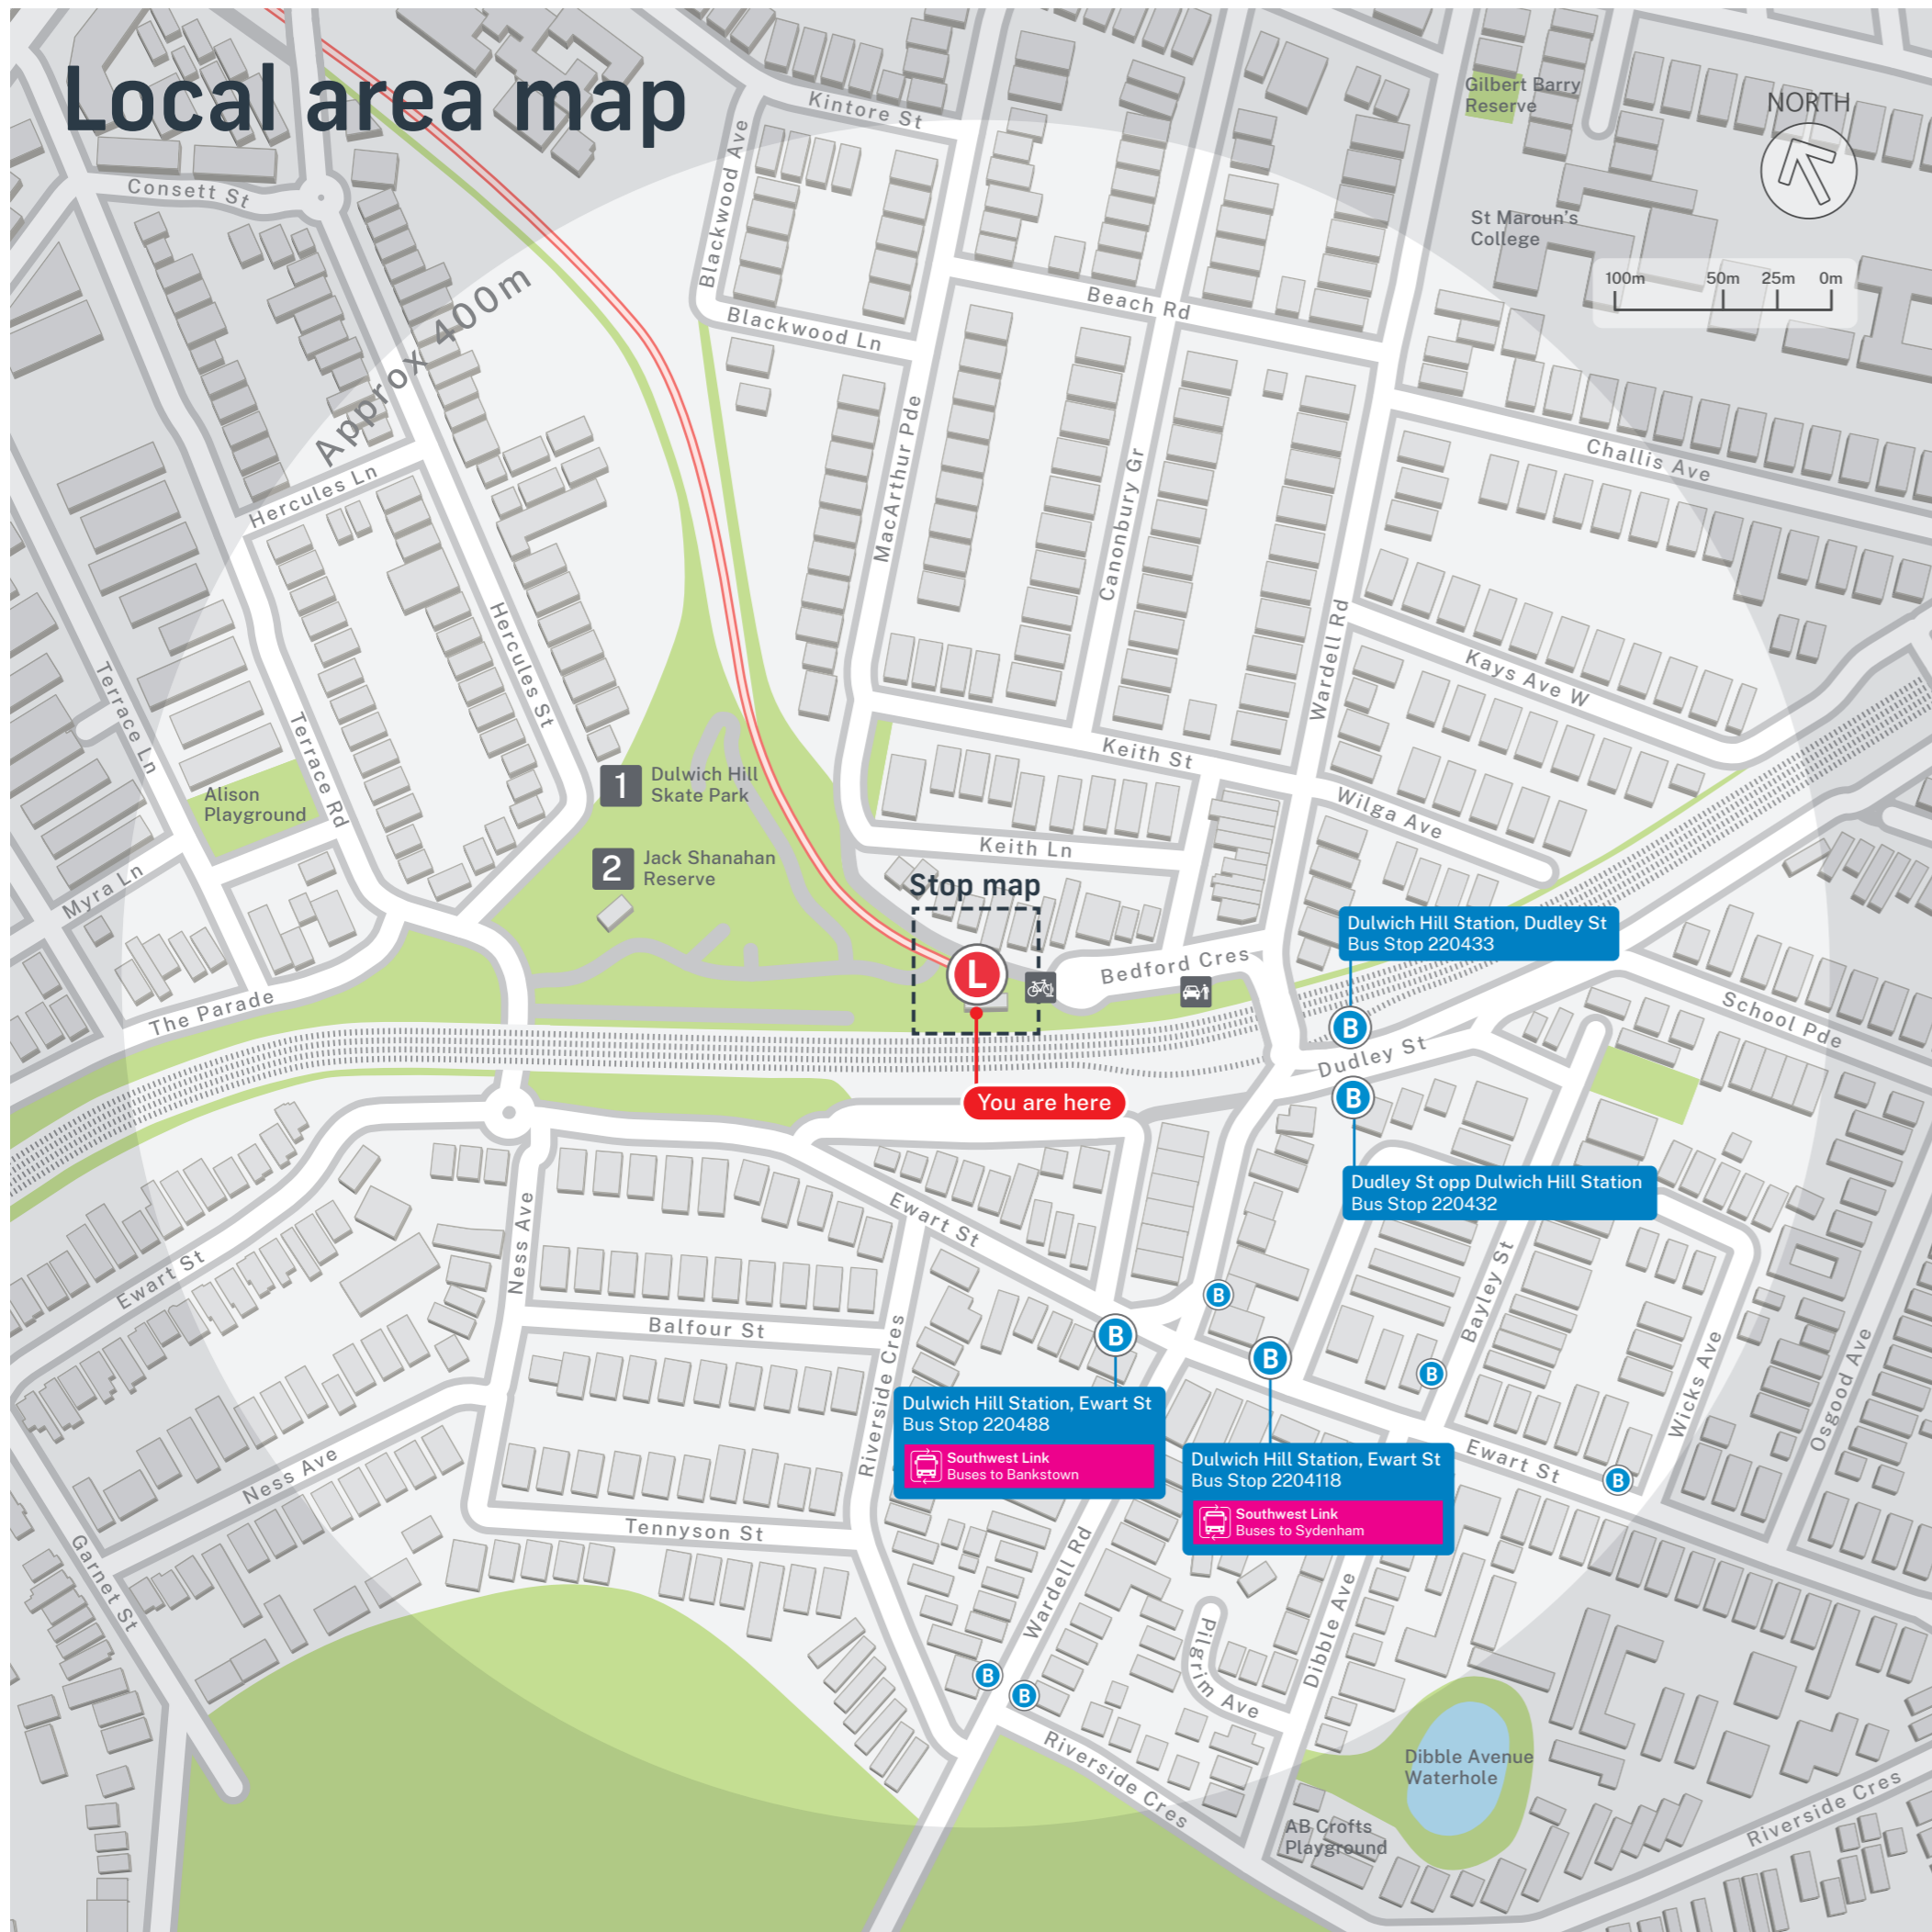 Local area map
Kintore St
Gilbert Barry
Reserve
NORTH
Consett St
Blackwood Ave
St Maroun's
College
100m 50m 25m 0m
Approx 400m
Beach Rd
Blackwood Ln
MacArthur Pde
Challis Ave
Hercules Ln
Canonbury Gr
Hercules St
Wardell Rd
Kays Ave W
Terrace Ln
Terrace Rd
Keith St
1
Dulwich Hill
Skate Park
Alison
Playground
Wilga Ave
Keith Ln
2
Jack Shanahan
Reserve
Myra Ln
Stop map
Dulwich Hill Station, Dudley St
Bus Stop 220433
L
Bedford Cres
The Parade
School Pde
B
Dudley St
You are here
B
Dudley St opp Dulwich Hill Station
Bus Stop 220432
Ewart St
Ness Ave
Ewart St
Bayley St
B
Balfour St
B
B
B
Riverside Cres
Wicks Ave
Osgood Ave
Dulwich Hill Station, Ewart St
Bus Stop 220488
Southwest Link
Buses to Bankstown
Dulwich Hill Station, Ewart St
Bus Stop 2204118
Southwest Link
Buses to Sydenham
Ewart St
B
Ness Ave
Tennyson St
Garnet St
Wardell Rd
Dibble Ave
Pilgrim Ave
B
B
Riverside Cres
Dibble Avenue
Waterhole
AB Crofts
Playground
Riverside Cres